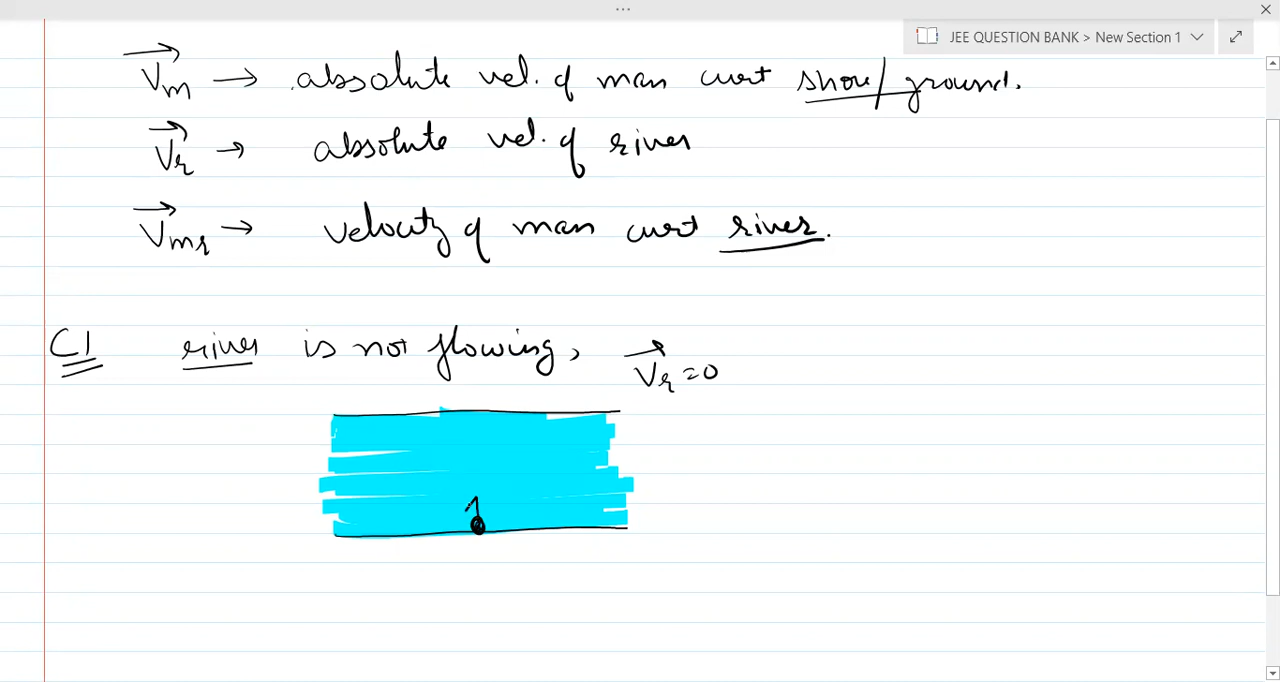 ...
JEE QUESTION BANK > New Section 1
V⃗m → absolute vel. of man wrt shore/ground.
V⃗r → absolute vel. of river
V⃗mr → velocity of man wrt river.
C1 river is not flowing, V⃗r = 0